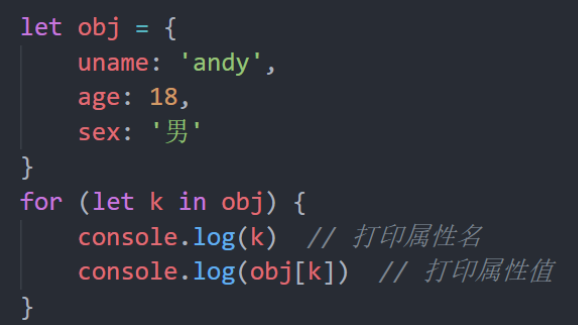 let obj = {
    uname: 'andy',
    age: 18,
    sex: '男'
}
for (let k in obj) {
    console.log(k)  // 打印属性名
    console.log(obj[k])  // 打印属性值
}